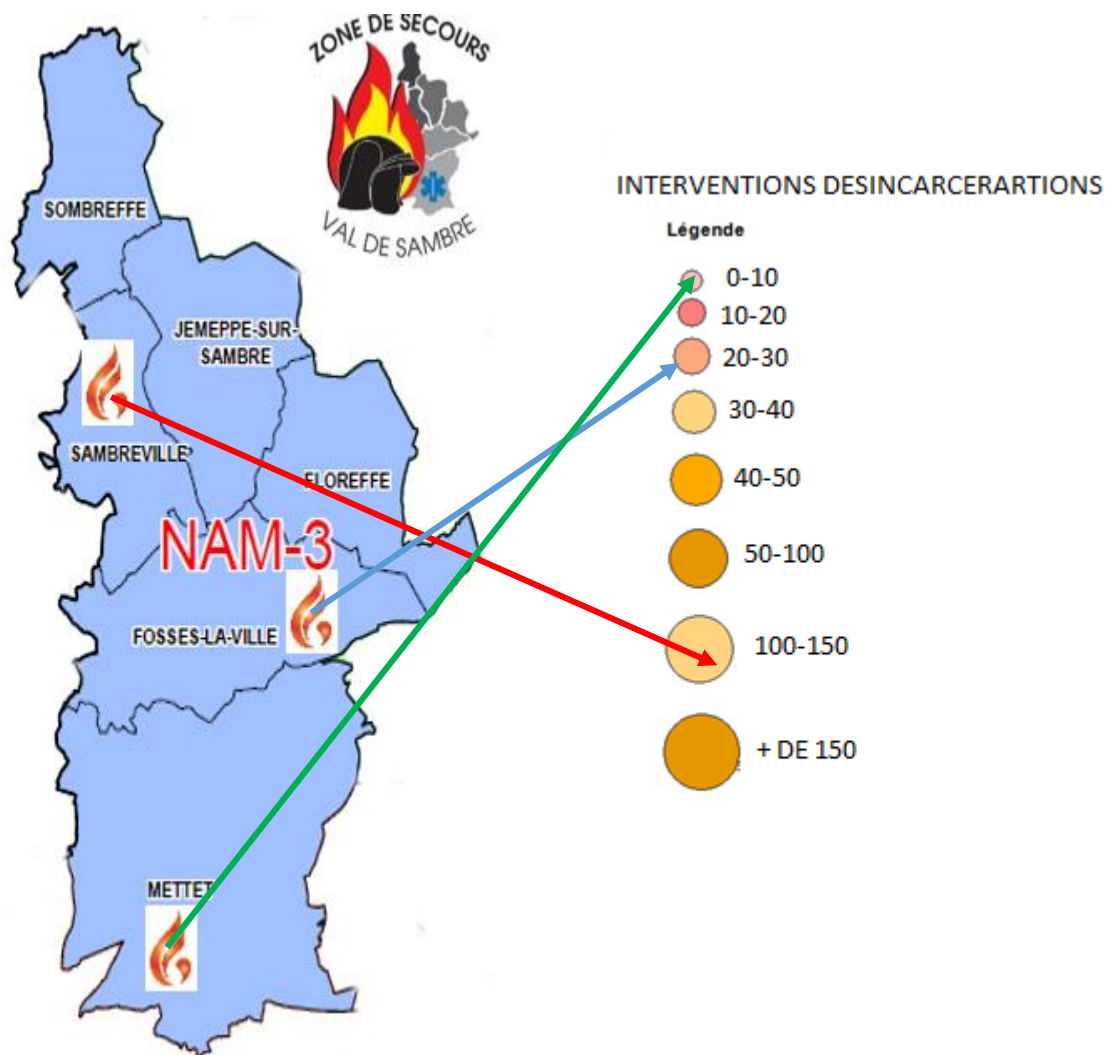 ZONE DE SECOURS
VAL DE SAMBRE
INTERVENTIONS DESINCARCERARTIONS
Légende
0-10
10-20
20-30
30-40
40-50
50-100
100-150
+ DE 150
SOMBREFFE
JEMEPPE-SUR-
SAMBRE
SAMBREVILLE
FLOREFFE
NAM-3
FOSSES-LA-VILLE
METTET